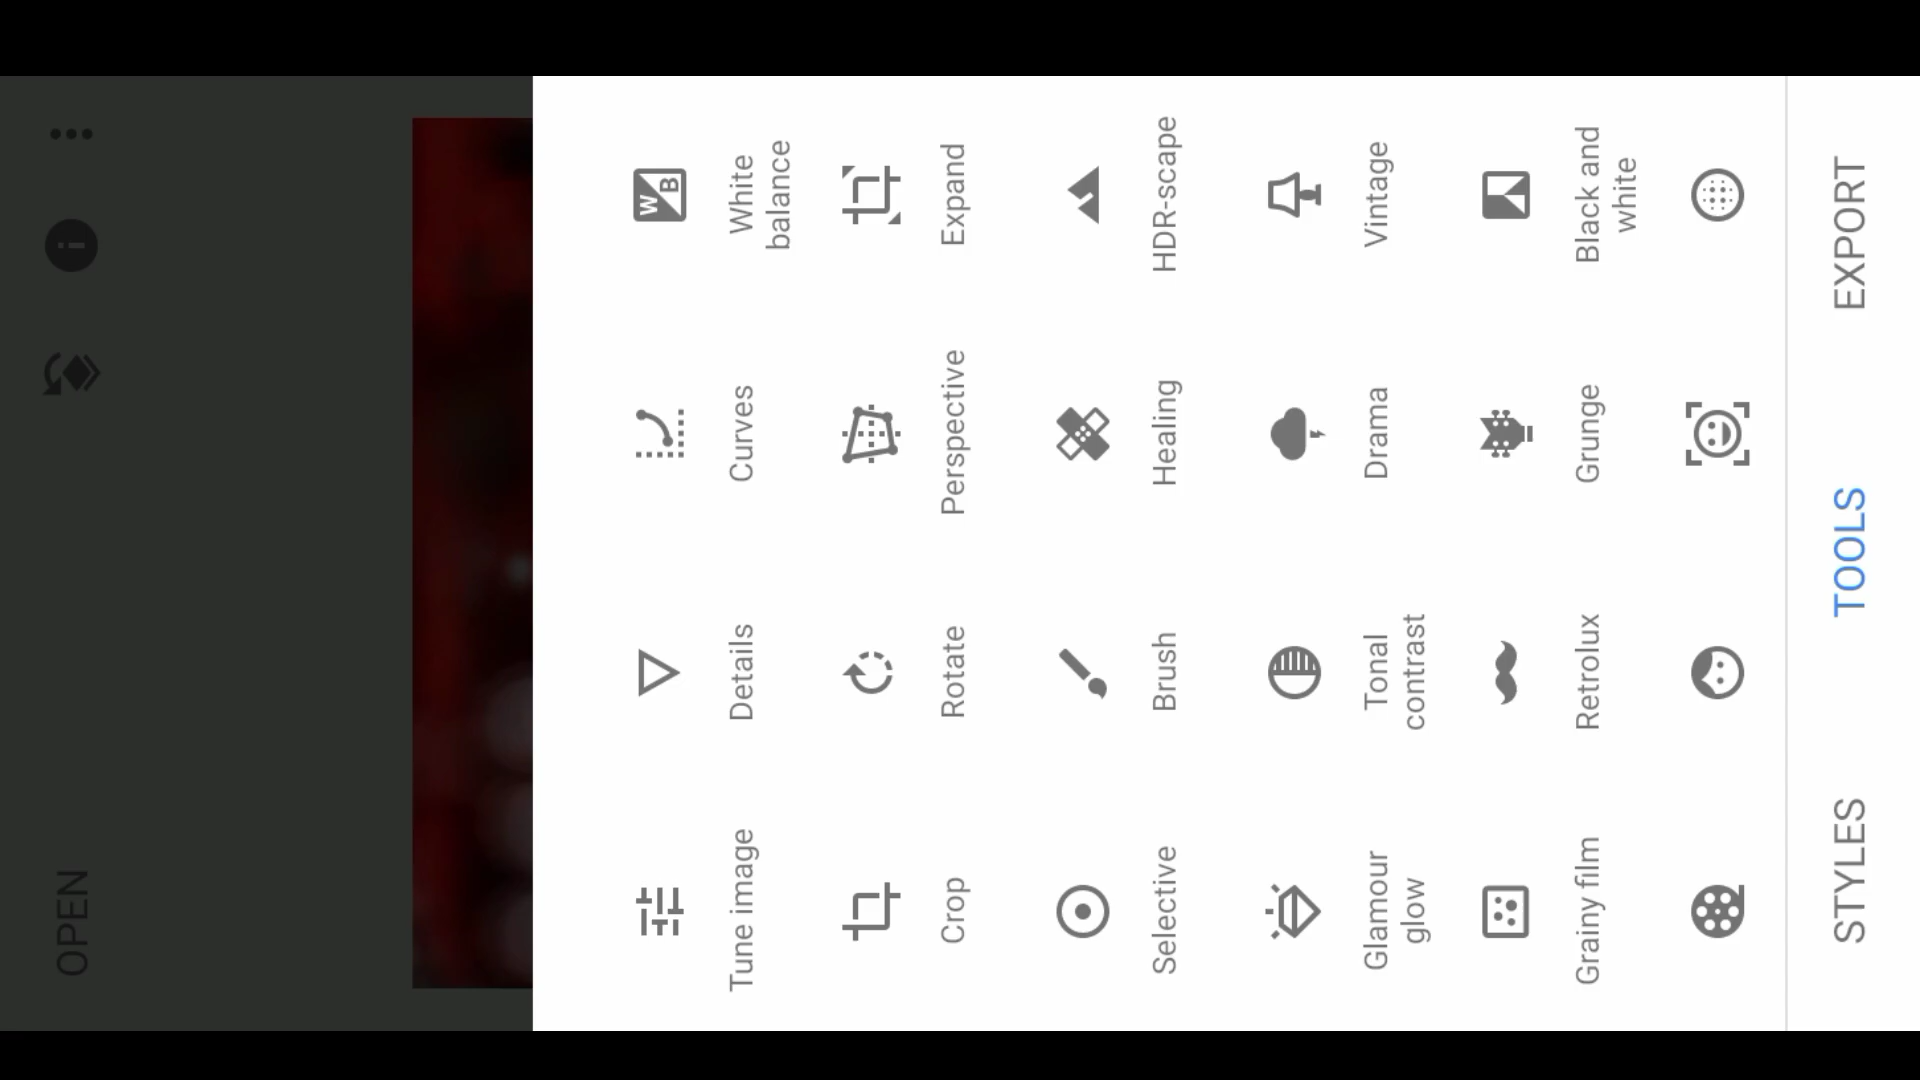 OPEN
Tune image
Details
Curves
White
balance
Crop
Rotate
Perspective
Expand
Selective
Brush
Healing
HDR-scape
Glamour
glow
Tonal
contrast
Drama
Vintage
Grainy film
Retrolux
Grunge
Black and
white
STYLES
TOOLS
EXPORT